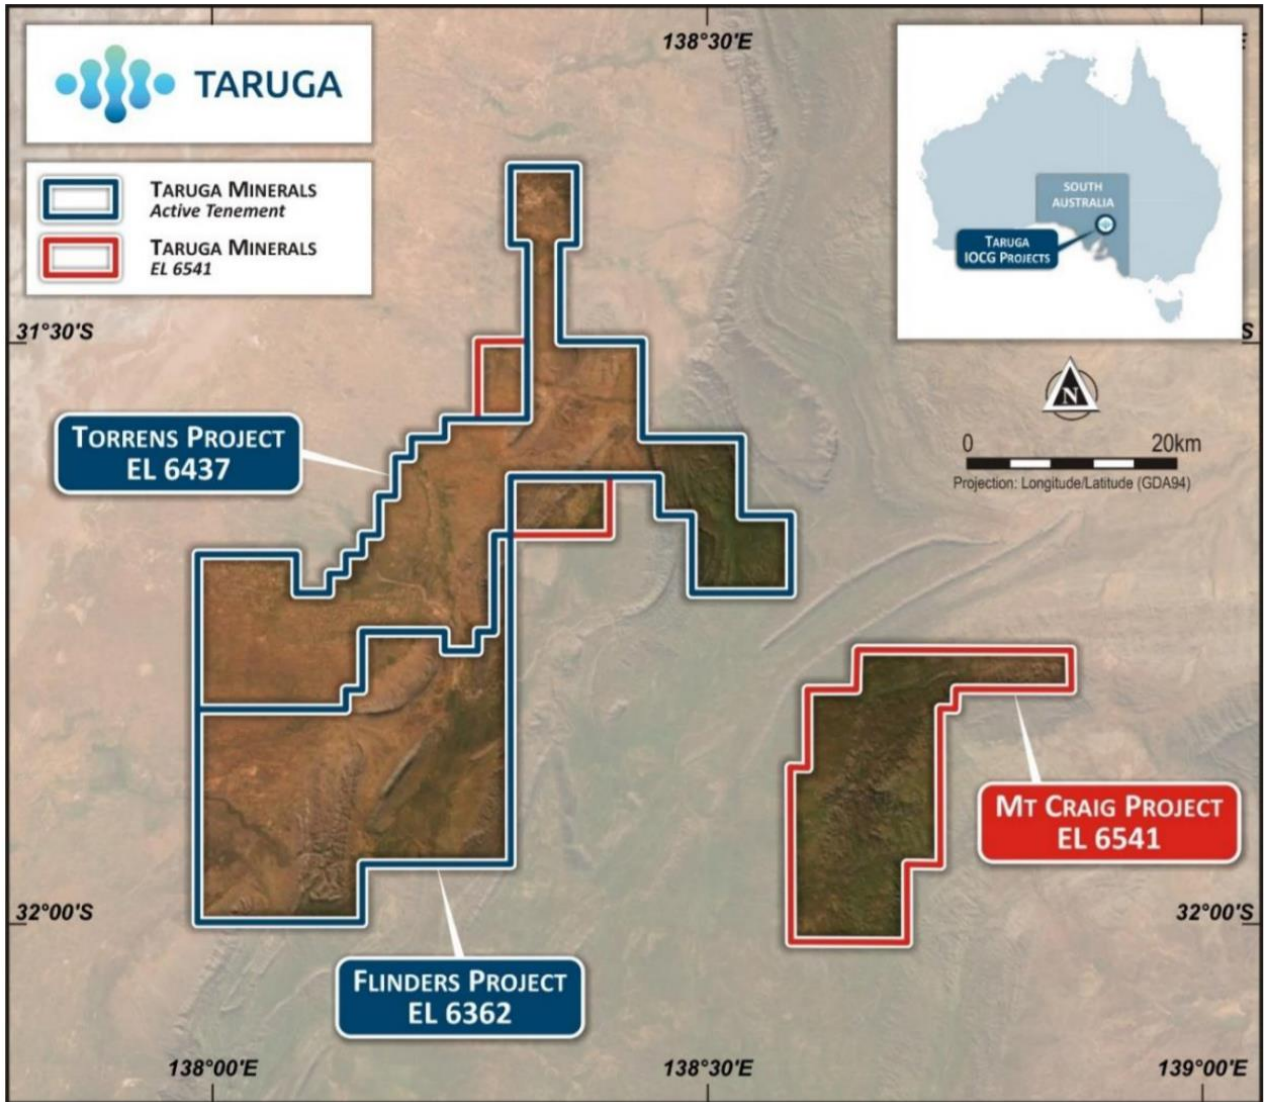 138°30'E
TARUGA
TARUGA MINERALS
Active Tenement
TARUGA MINERALS
EL 6541
SOUTH
AUSTRALIA
TARUGA
IOCG PROJECTS
31°30'S
S
N
0 20km
Projection: Longitude/Latitude (GDA94)
TORRENS PROJECT
EL 6437
MT CRAIG PROJECT
EL 6541
32°00'S
32°00'S
FLINDERS PROJECT
EL 6362
138°00'E
138°30'E
139°00'E